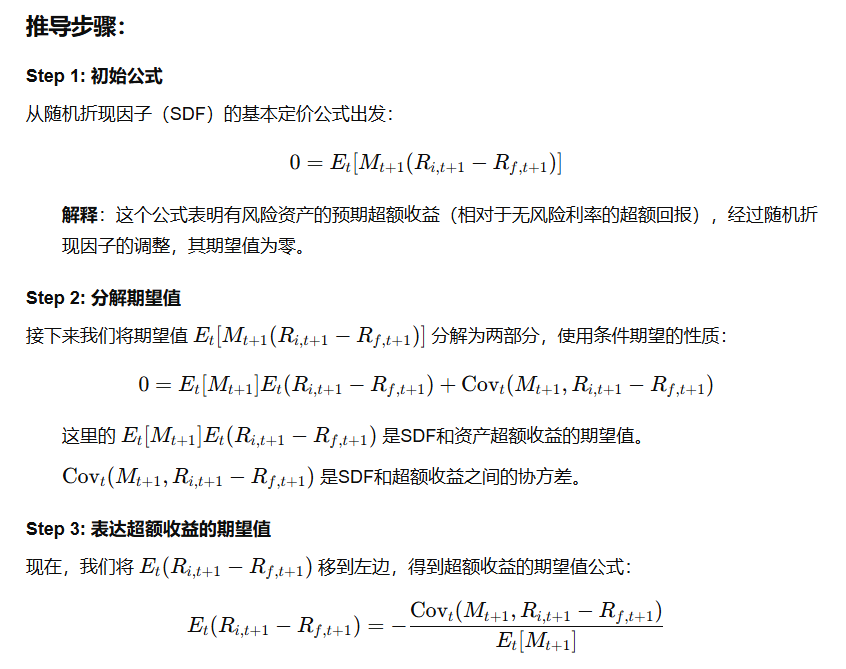 推导步骤：
Step 1: 初始公式
从随机折现因子（SDF）的基本定价公式出发：
0 = E_t[M_{t+1}(R_{i,t+1} − R_{f,t+1})]
解释：这个公式表明有风险资产的预期超额收益（相对于无风险利率的超额回报），经过随机折
现因子的调整，其期望值为零。
Step 2: 分解期望值
接下来我们将期望值 E_t[M_{t+1}(R_{i,t+1} − R_{f,t+1})] 分解为两部分，使用条件期望的性质：
0 = E_t[M_{t+1}]E_t(R_{i,t+1} − R_{f,t+1}) + Cov_t(M_{t+1}, R_{i,t+1} − R_{f,t+1})
这里的 E_t[M_{t+1}]E_t(R_{i,t+1} − R_{f,t+1}) 是SDF和资产超额收益的期望值。
Cov_t(M_{t+1}, R_{i,t+1} − R_{f,t+1}) 是SDF和超额收益之间的协方差。
Step 3: 表达超额收益的期望值
现在，我们将 E_t(R_{i,t+1} − R_{f,t+1}) 移到左边，得到超额收益的期望值公式：
E_t(R_{i,t+1} − R_{f,t+1}) = −\frac{Cov_t(M_{t+1}, R_{i,t+1} − R_{f,t+1})}{E_t[M_{t+1}]}